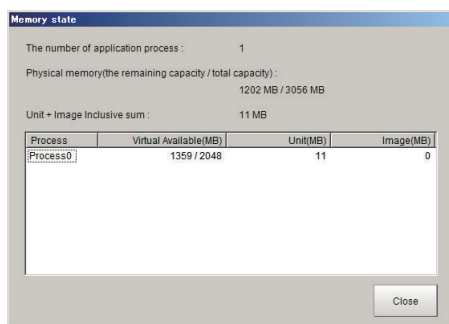 Memory state
The number of application process : 1
Physical memory(the remaining capacity / total capacity) :
1202 MB / 3056 MB
Unit + Image Inclusive sum : 11 MB
Process Virtual Available(MB) Unit(MB) Image(MB)
Process0 1359 / 2048 11 0
Close